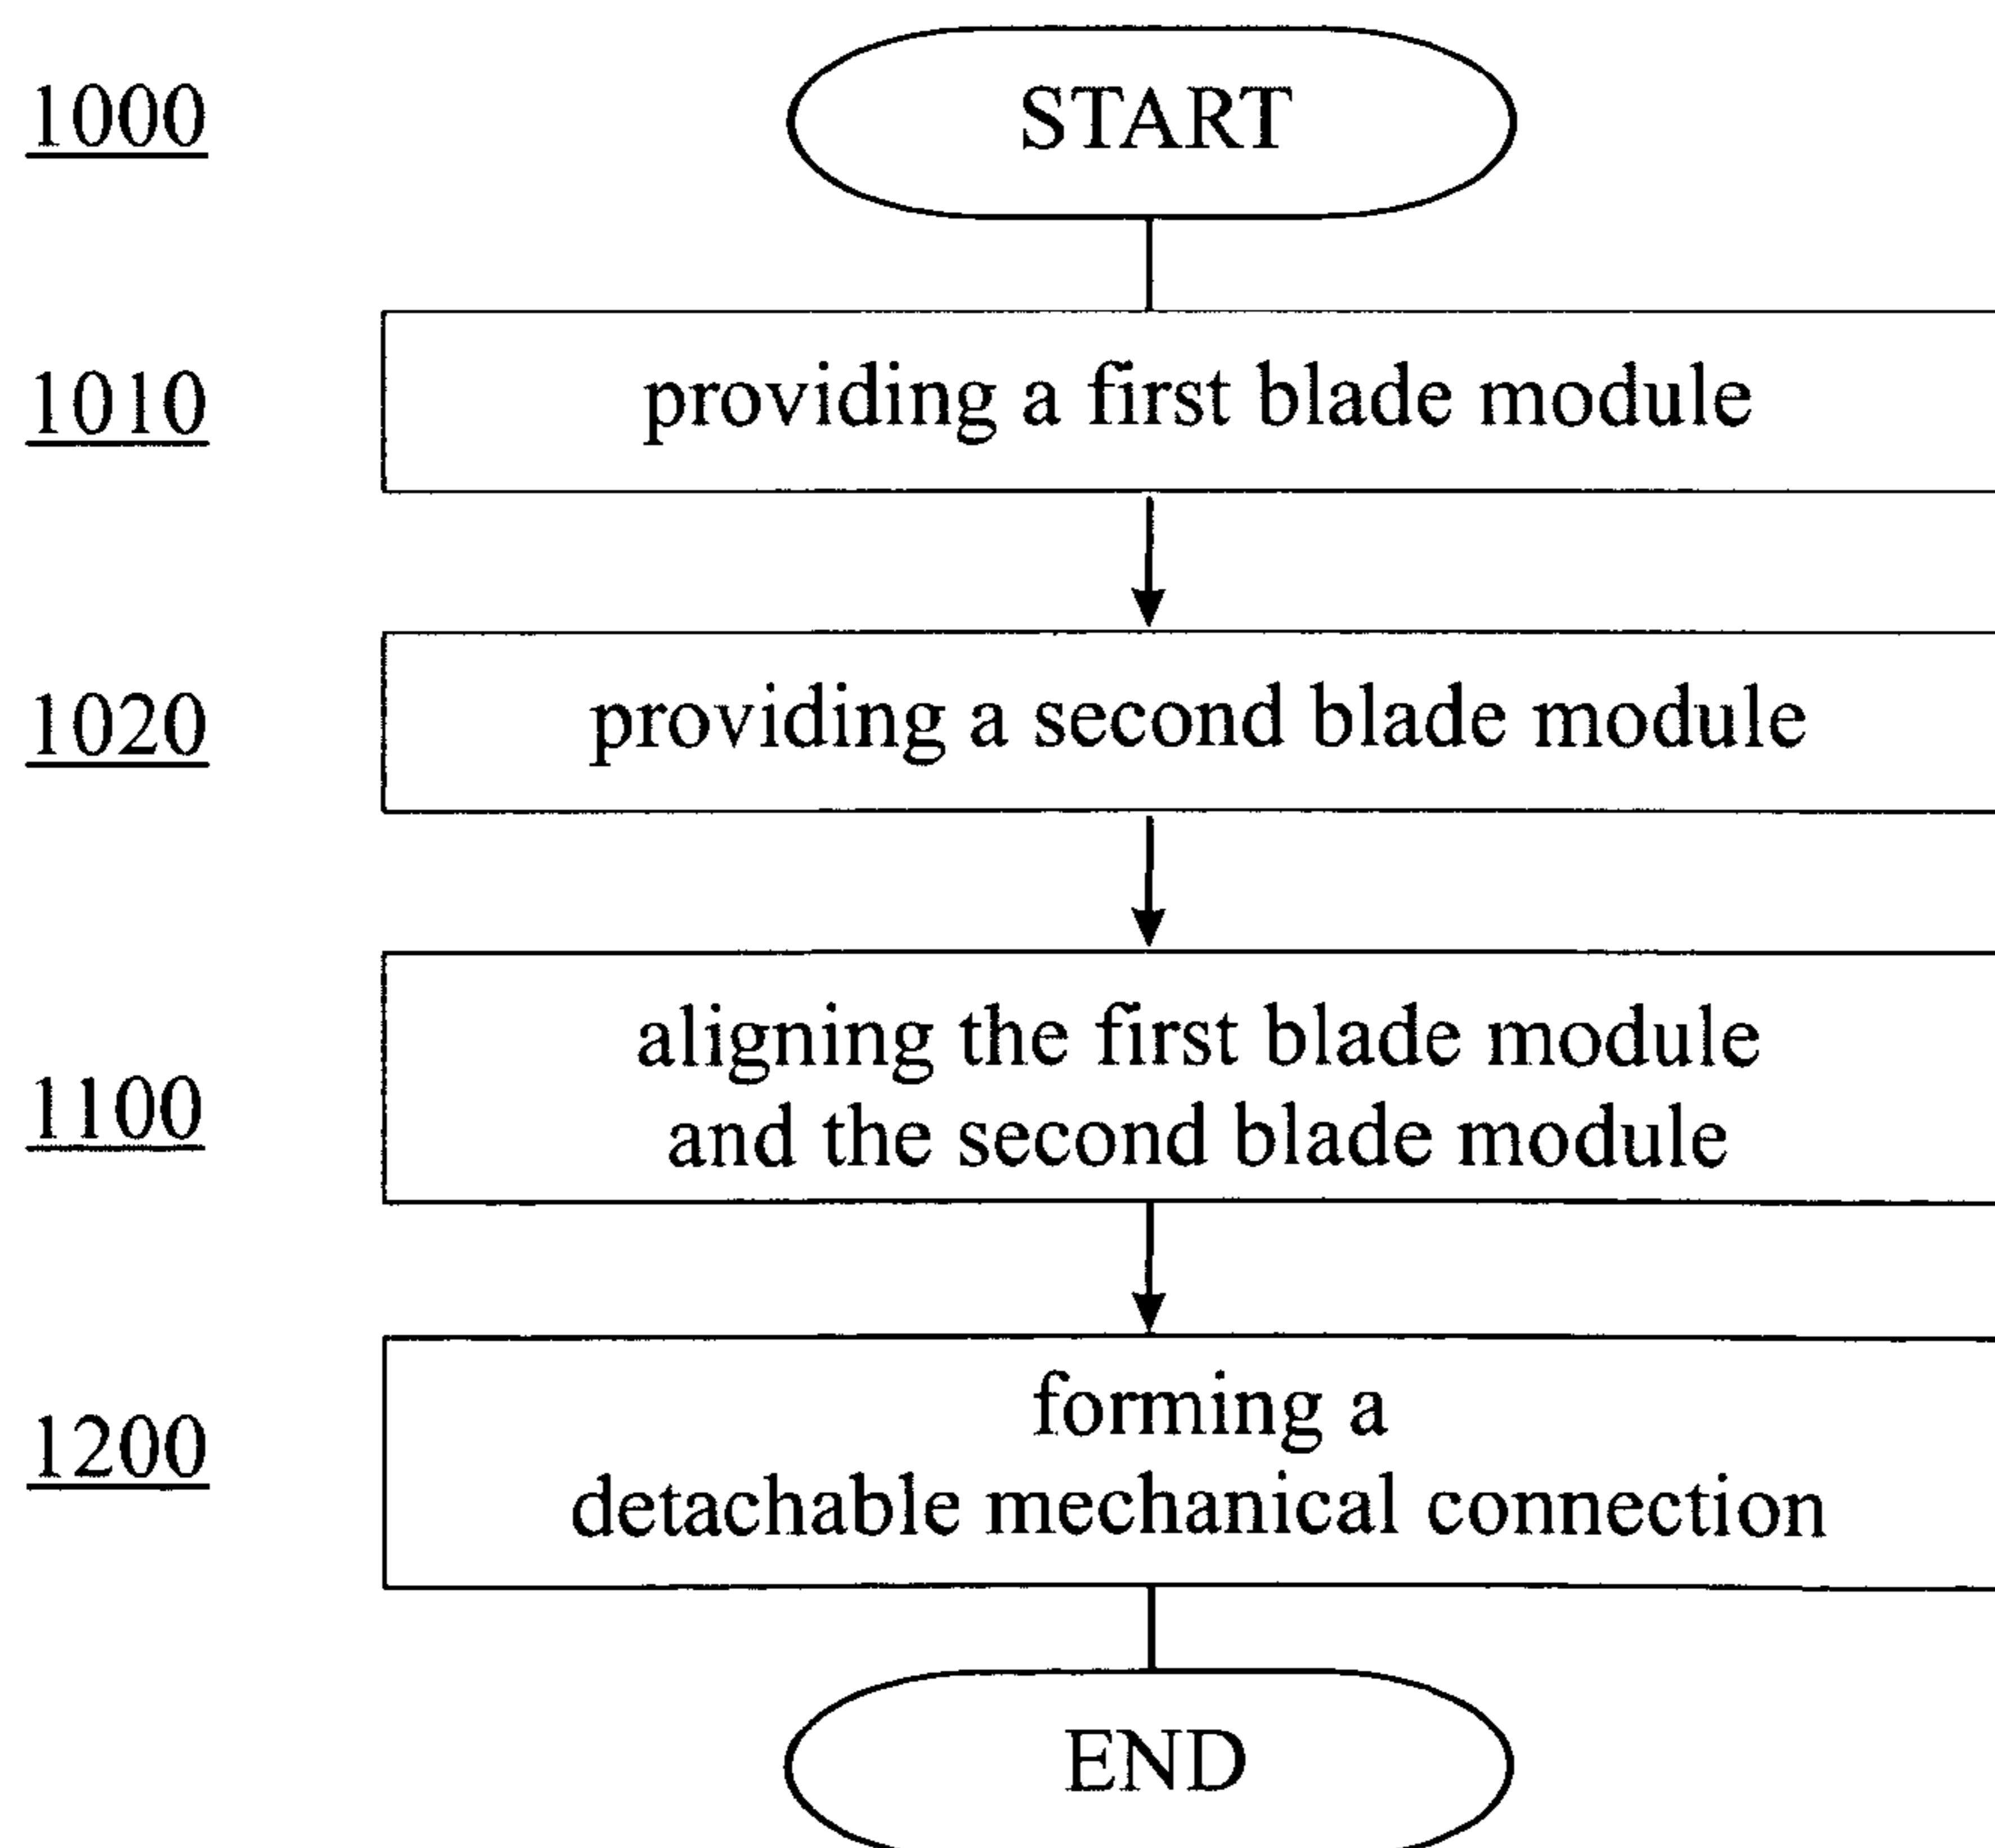 1000
START
1010
providing a first blade module
1020
providing a second blade module
1100
aligning the first blade module
and the second blade module
1200
forming a
detachable mechanical connection
END